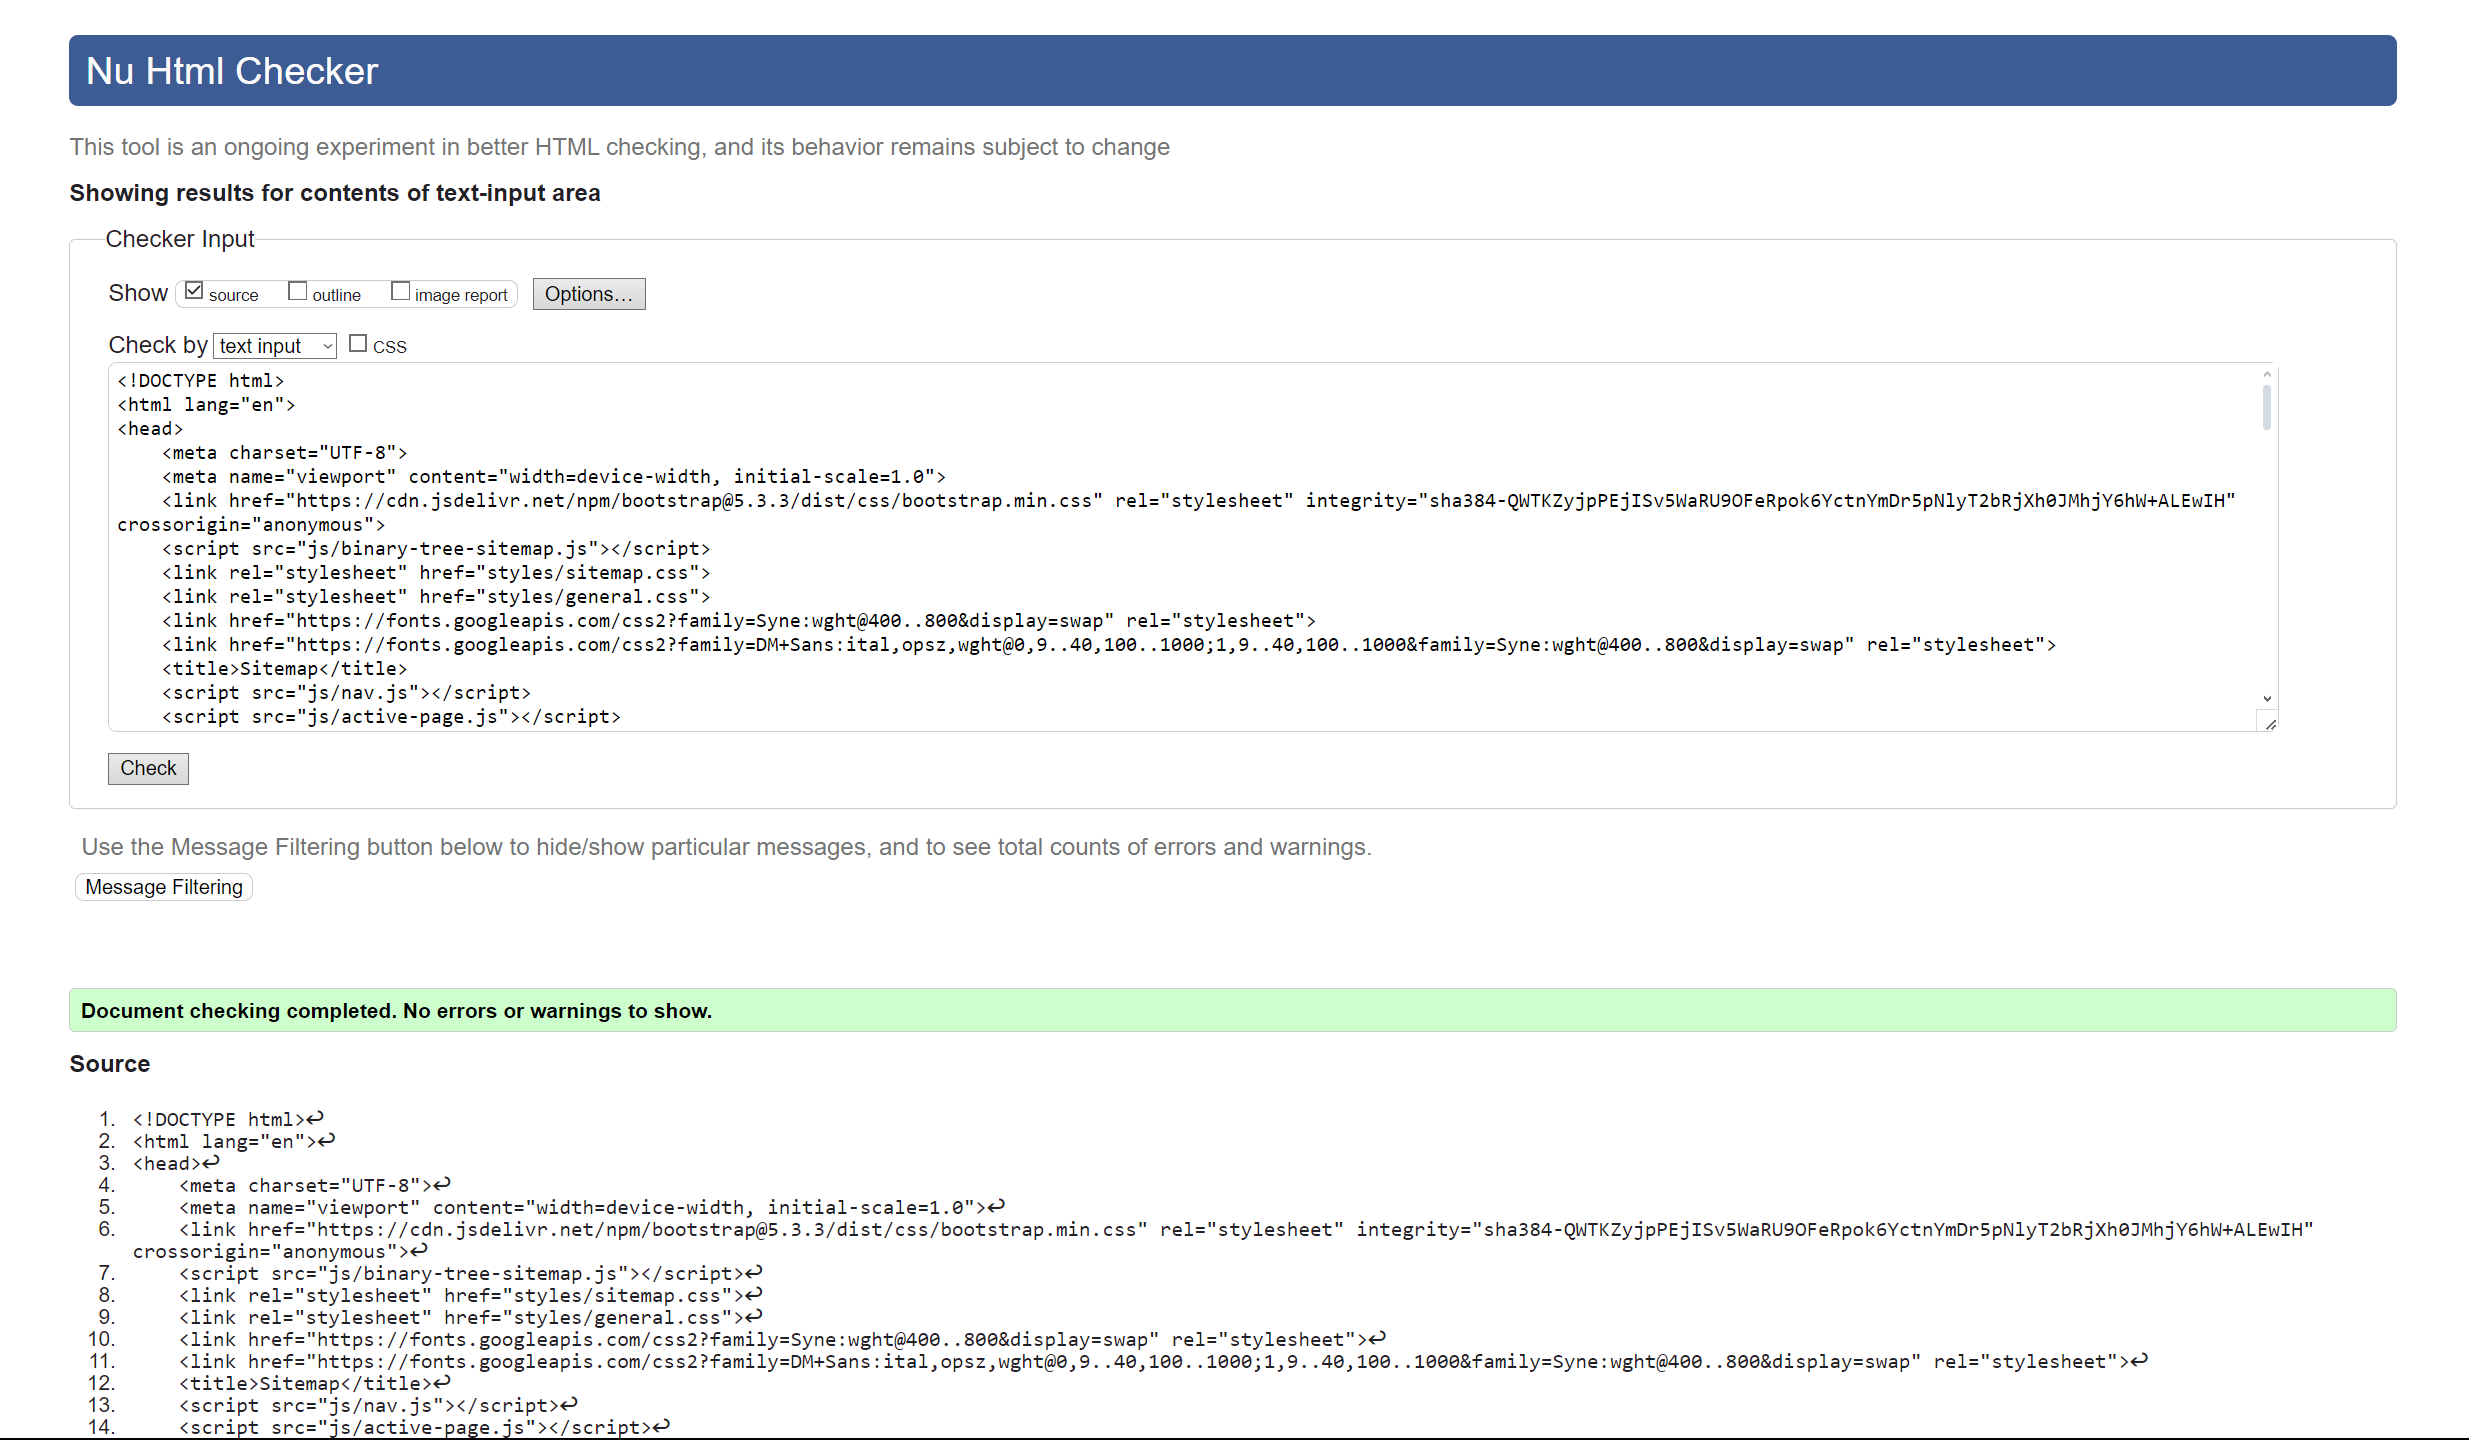 Nu Html Checker
This tool is an ongoing experiment in better HTML checking, and its behavior remains subject to change
Showing results for contents of text-input area
Checker Input
Show source outline image report Options...
Check by text input CSS
<!DOCTYPE html>
<html lang="en">
<head>
    <meta charset="UTF-8">
    <meta name="viewport" content="width=device-width, initial-scale=1.0">
    <link href="https://cdn.jsdelivr.net/npm/bootstrap@5.3.3/dist/css/bootstrap.min.css" rel="stylesheet" integrity="sha384-QWTKZyjpPEjISv5WaRU9OFeRpok6YctnYmDr5pNlyT2bRjXh0JMhjY6hW+ALEwIH"
crossorigin="anonymous">
    <script src="js/binary-tree-sitemap.js"></script>
    <link rel="stylesheet" href="styles/sitemap.css">
    <link rel="stylesheet" href="styles/general.css">
    <link href="https://fonts.googleapis.com/css2?family=Syne:wght@400..800&display=swap" rel="stylesheet">
    <link href="https://fonts.googleapis.com/css2?family=DM+Sans:ital,opsz,wght@0,9..40,100..1000;1,9..40,100..1000&family=Syne:wght@400..800&display=swap" rel="stylesheet">
    <title>Sitemap</title>
    <script src="js/nav.js"></script>
    <script src="js/active-page.js"></script>
Check
Use the Message Filtering button below to hide/show particular messages, and to see total counts of errors and warnings.
Message Filtering
Document checking completed. No errors or warnings to show.
Source
1. <!DOCTYPE html>↩
2. <html lang="en">↩
3. <head>↩
4.     <meta charset="UTF-8">↩
5.     <meta name="viewport" content="width=device-width, initial-scale=1.0">↩
6.     <link href="https://cdn.jsdelivr.net/npm/bootstrap@5.3.3/dist/css/bootstrap.min.css" rel="stylesheet" integrity="sha384-QWTKZyjpPEjISv5WaRU9OFeRpok6YctnYmDr5pNlyT2bRjXh0JMhjY6hW+ALEwIH"
crossorigin="anonymous">↩
7.     <script src="js/binary-tree-sitemap.js"></script>↩
8.     <link rel="stylesheet" href="styles/sitemap.css">↩
9.     <link rel="stylesheet" href="styles/general.css">↩
10.     <link href="https://fonts.googleapis.com/css2?family=Syne:wght@400..800&display=swap" rel="stylesheet">↩
11.     <link href="https://fonts.googleapis.com/css2?family=DM+Sans:ital,opsz,wght@0,9..40,100..1000;1,9..40,100..1000&family=Syne:wght@400..800&display=swap" rel="stylesheet">↩
12.     <title>Sitemap</title>↩
13.     <script src="js/nav.js"></script>↩
14.     <script src="js/active-page.js"></script>↩